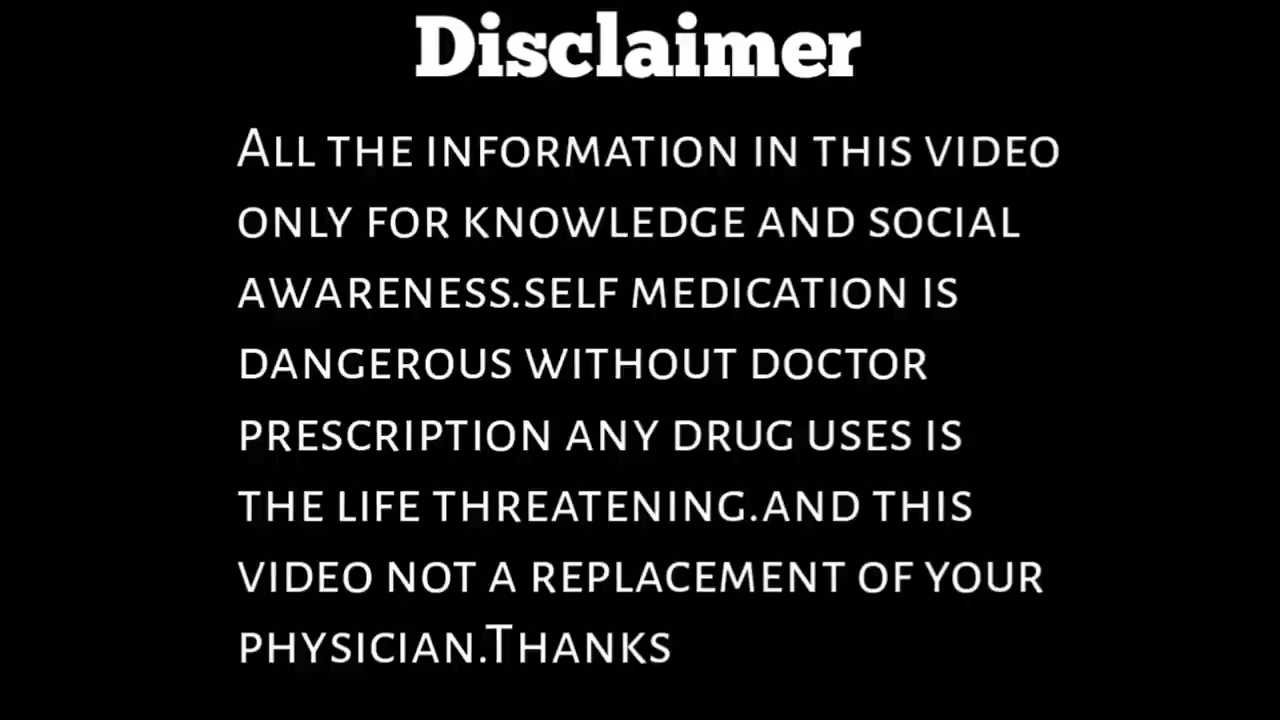 Disclaimer
All the information in this video
only for knowledge and social
awareness.self medication is
dangerous without doctor
prescription any drug uses is
the life threatening.and this
video not a replacement of your
physician.Thanks